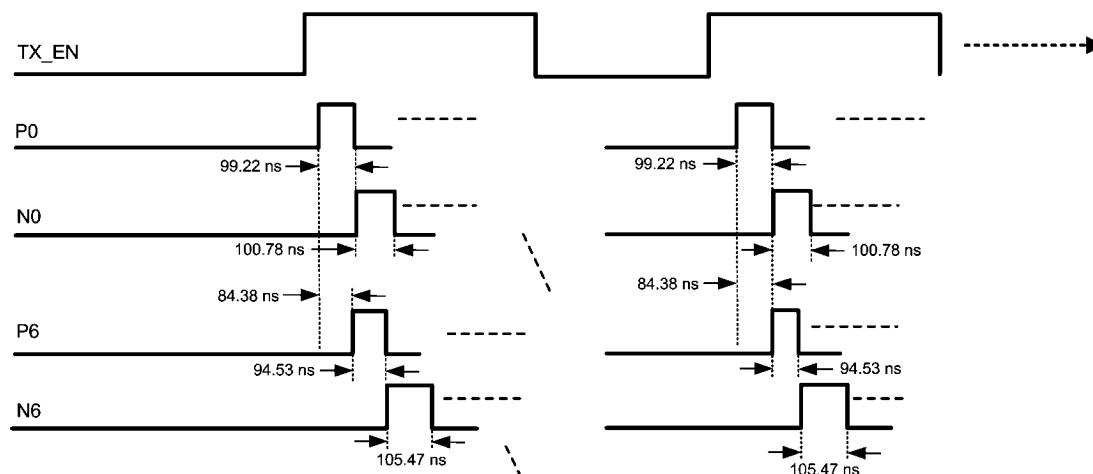 TX_EN
P0
99.22 ns
99.22 ns
N0
100.78 ns
100.78 ns
84.38 ns
84.38 ns
P6
94.53 ns
94.53 ns
N6
105.47 ns
105.47 ns